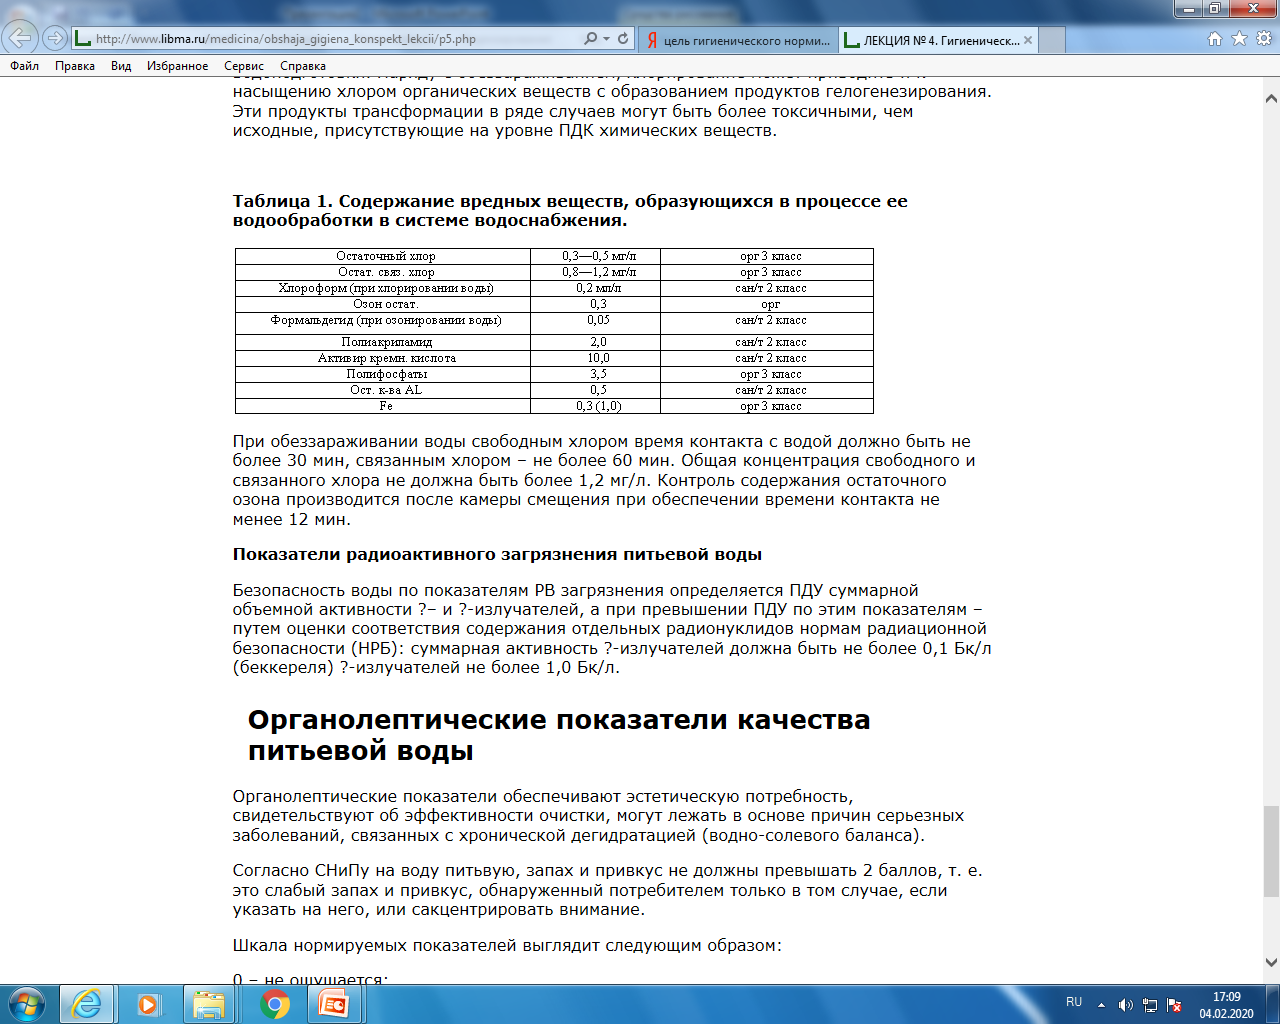 http://www.libma.ru/medicina/obshaja_gigiena_konspekt_lekcii/p5.php
цель гигиенического норми...
ЛЕКЦИЯ № 4. Гигиеническ...
Файл Правка Вид Избранное Сервис Справка
насыщению хлором органических веществ с образованием продуктов гелогенезирования.
Эти продукты трансформации в ряде случаев могут быть более токсичными, чем
исходные, присутствующие на уровне ПДК химических веществ.
Таблица 1. Содержание вредных веществ, образующихся в процессе ее
водообработки в системе водоснабжения.
Остаточный хлор 0,3—0,5 мг/л орг 3 класс
Остат. связ. хлор 0,8—1,2 мг/л орг 3 класс
Хлороформ (при хлорировании воды) 0,2 мл/л сан/т 2 класс
Озон остат. 0,3 орг
Формальдегид (при озонировании воды) 0,05 сан/т 2 класс
Полиакриламид 2,0 сан/т 2 класс
Активир кремн. кислота 10,0 сан/т 2 класс
Полифосфаты 3,5 орг 3 класс
Ост. к-ва AL 0,5 сан/т 2 класс
Fe 0,3 (1,0) орг 3 класс
При обеззараживании воды свободным хлором время контакта с водой должно быть не
более 30 мин, связанным хлором – не более 60 мин. Общая концентрация свободного и
связанного хлора не должна быть более 1,2 мг/л. Контроль содержания остаточного
озона производится после камеры смещения при обеспечении времени контакта не
менее 12 мин.
Показатели радиоактивного загрязнения питьевой воды
Безопасность воды по показателям РВ загрязнения определяется ПДУ суммарной
объемной активности ?– и ?-излучателей, а при превышении ПДУ по этим показателям –
путем оценки соответствия содержания отдельных радионуклидов нормам радиационной
безопасности (НРБ): суммарная активность ?-излучателей должна быть не более 0,1 Бк/л
(беккереля) ?-излучателей не более 1,0 Бк/л.
Органолептические показатели качества
питьевой воды
Органолептические показатели обеспечивают эстетическую потребность,
свидетельствуют об эффективности очистки, могут лежать в основе причин серьезных
заболеваний, связанных с хронической дегидратацией (водно-солевого баланса).
Согласно СНиПу на воду питьвую, запах и привкус не должны превышать 2 баллов, т. е.
это слабый запах и привкус, обнаруженный потребителем только в том случае, если
указать на него, или сакцентрировать внимание.
Шкала нормируемых показателей выглядит следующим образом:
0 – не ощущается;
RU
17:09
04.02.2020